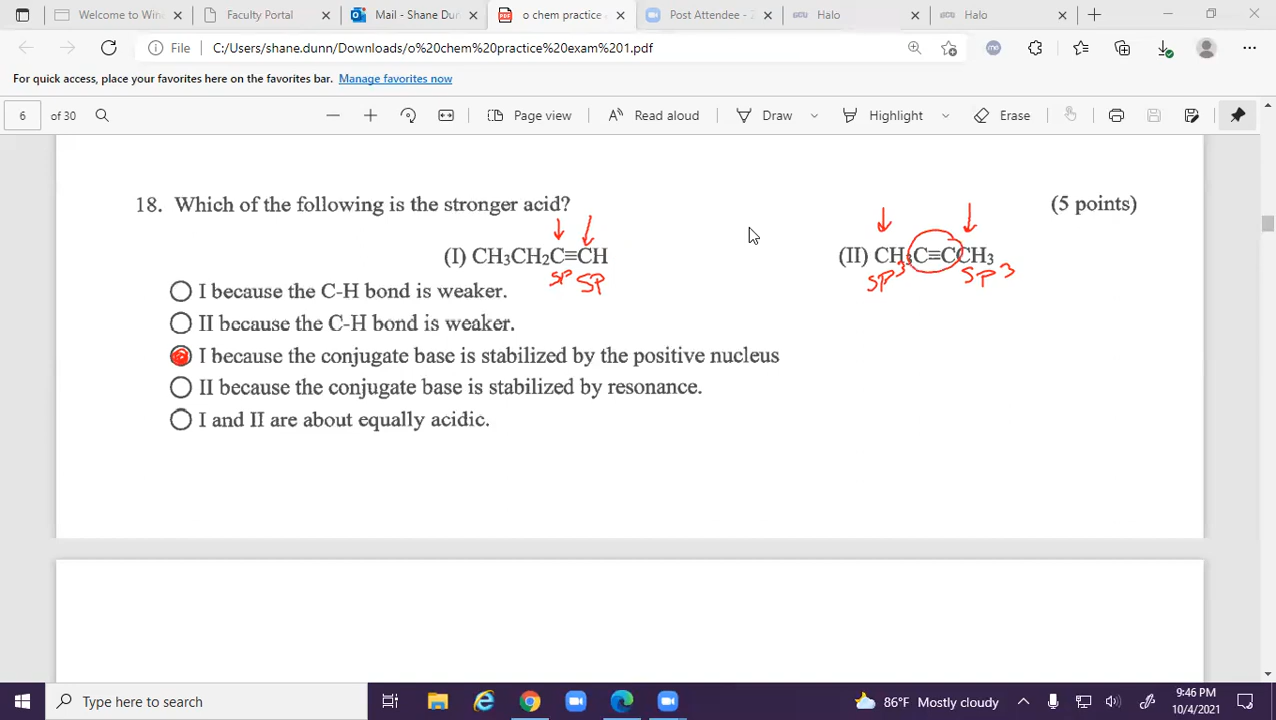 Welcome to Win
Faculty Portal
Mail - Shane Dun
PDF
o chem practice e
Post Attendee - Z
GCU
Halo
GCU
Halo
File
C:/Users/shane.dunn/Downloads/o%20chem%20practice%20exam%201.pdf
For quick access, place your favorites here on the favorites bar. Manage favorites now
6 of 30
Page view
Read aloud
Draw
Highlight
Erase
18. Which of the following is the stronger acid? (5 points)
(I) CH₃CH₂C≡CH (II) CH₃C≡CCH₃
SP SP SP3 SP3
I because the C-H bond is weaker.
II because the C-H bond is weaker.
I because the conjugate base is stabilized by the positive nucleus
II because the conjugate base is stabilized by resonance.
I and II are about equally acidic.
Type here to search
86°F Mostly cloudy
9:46 PM
10/4/2021